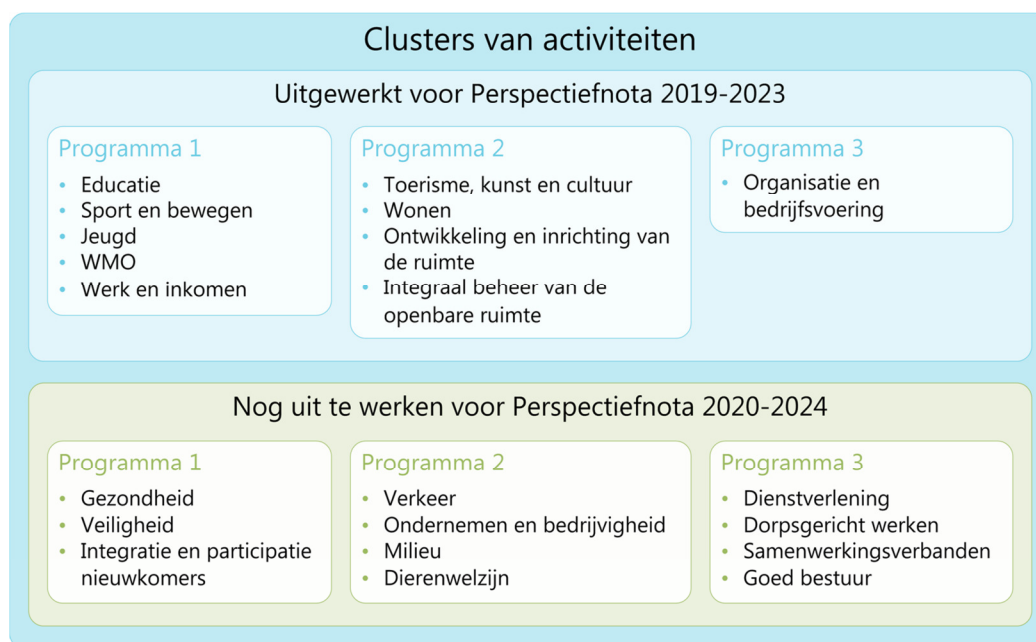 Clusters van activiteiten
Uitgewerkt voor Perspectiefnota 2019-2023
Programma 1
• Educatie
• Sport en bewegen
• Jeugd
• WMO
• Werk en inkomen
Programma 2
• Toerisme, kunst en cultuur
• Wonen
• Ontwikkeling en inrichting van
de ruimte
• Integraal beheer van de
openbare ruimte
Programma 3
• Organisatie en
bedrijfsvoering
Nog uit te werken voor Perspectiefnota 2020-2024
Programma 1
• Gezondheid
• Veiligheid
• Integratie en participatie
nieuwkomers
Programma 2
• Verkeer
• Ondernemen en bedrijvigheid
• Milieu
• Dierenwelzijn
Programma 3
• Dienstverlening
• Dorpsgericht werken
• Samenwerkingsverbanden
• Goed bestuur